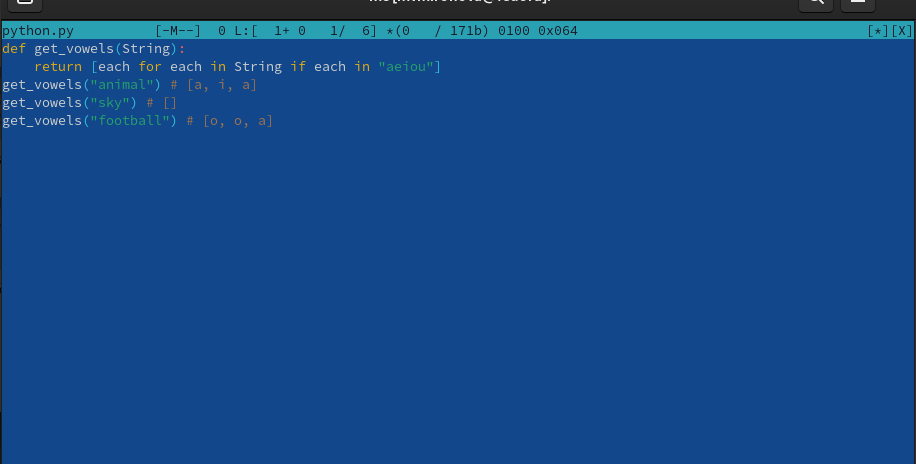 python.py [-M--] 0 L:[ 1+ 0 1/ 6] *(0 / 171b) 0100 0x064 [*][X]
def get_vowels(String):
    return [each for each in String if each in "aeiou"]
get_vowels("animal") # [a, i, a]
get_vowels("sky") # []
get_vowels("football") # [o, o, a]